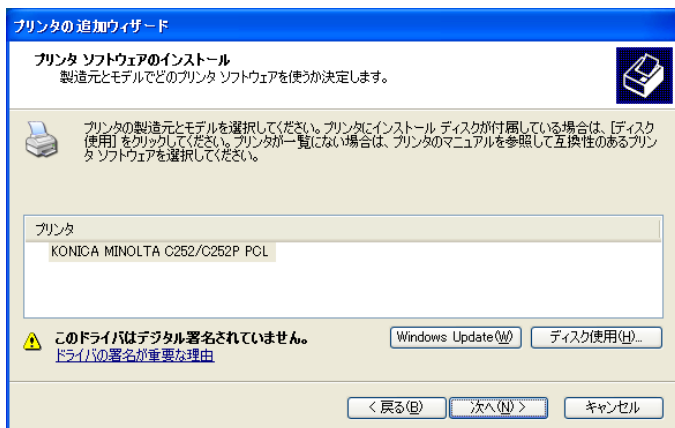 プリンタの追加ウィザード
プリンタ ソフトウェアのインストール
製造元とモデルでどのプリンタ ソフトウェアを使うか決定します。
プリンタの製造元とモデルを選択してください。プリンタにインストール ディスクが付属している場合は、[ディスク
使用] をクリックしてください。プリンタが一覧にない場合は、プリンタのマニュアルを参照して互換性のあるプリン
タ ソフトウェアを選択してください。
プリンタ
KONICA MINOLTA C252/C252P PCL
このドライバはデジタル署名されていません。
ドライバの署名が重要な理由
Windows Update(W)
ディスク使用(H)...
< 戻る(B)
次へ(N) >
キャンセル